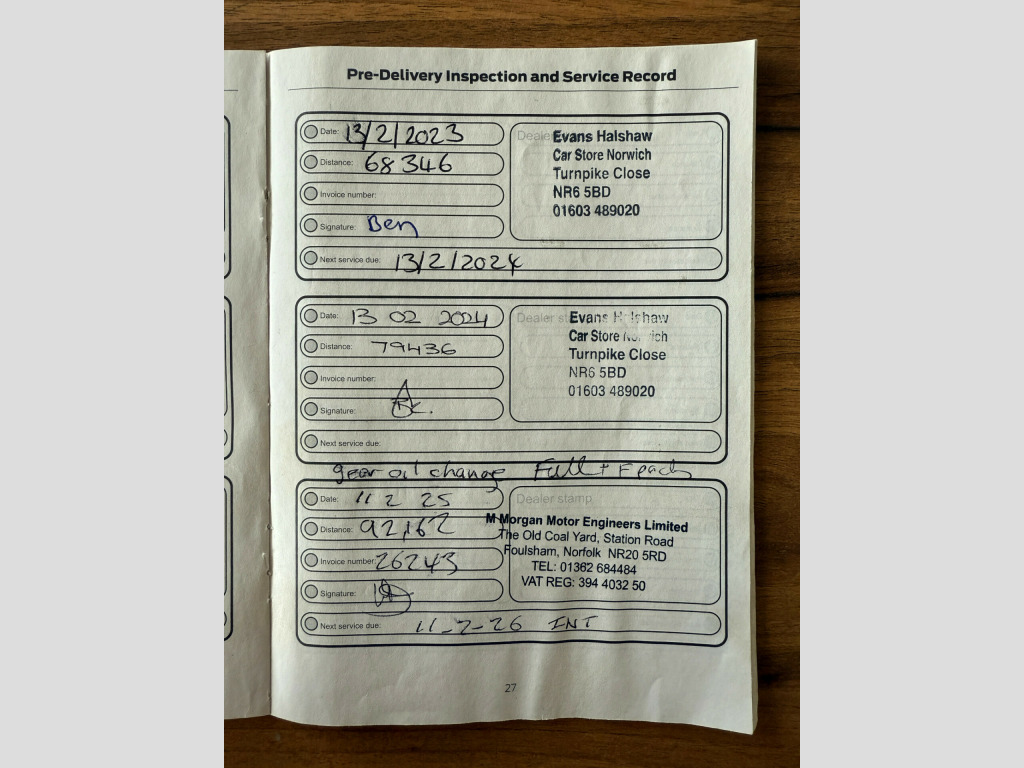 Pre-Delivery Inspection and Service Record
Date: 13/2/2023
Distance: 68346
Invoice number:
Signature: Ben
Next service due: 13/2/2024
Dealer
Evans Halshaw
Car Store Norwich
Turnpike Close
NR6 5BD
01603 489020
Date: 13 02 2024
Distance: 79436
Invoice number:
Signature:
Next service due:
Dealer
Evans Halshaw
Car Store Norwich
Turnpike Close
NR6 5BD
01603 489020
gear oil change Full +
Date: 11 2 25
Distance: 92,162
Invoice number: 26243
Signature:
Next service due: 11-2-26 INT
Dealer stamp
M Morgan Motor Engineers Limited
The Old Coal Yard, Station Road
Foulsham, Norfolk NR20 5RD
TEL: 01362 684484
VAT REG: 394 4032 50
27